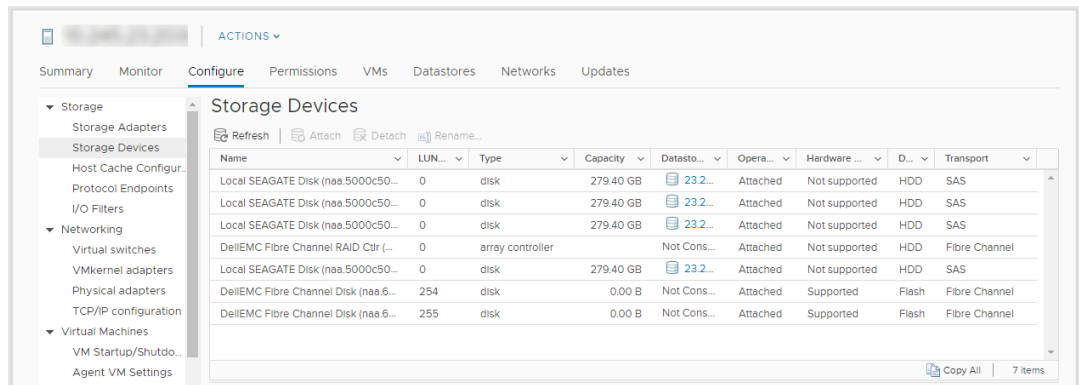 ACTIONS
Summary Monitor Configure Permissions VMs Datastores Networks Updates
Storage
Storage Adapters
Storage Devices
Host Cache Configur..
Protocol Endpoints
I/O Filters
Networking
Virtual switches
VMkernel adapters
Physical adapters
TCP/IP configuration
Virtual Machines
VM Startup/Shutdo...
Agent VM Settings
Storage Devices
Refresh Attach Detach Rename...
Name LUN... Type Capacity Datasto... Opera... Hardware ... D... Transport
Local SEAGATE Disk (naa.5000c50... 0 disk 279.40 GB 23.2... Attached Not supported HDD SAS
Local SEAGATE Disk (naa.5000c50... 0 disk 279.40 GB 23.2... Attached Not supported HDD SAS
Local SEAGATE Disk (naa.5000c50... 0 disk 279.40 GB 23.2... Attached Not supported HDD SAS
DellEMC Fibre Channel RAID Ctlr (... 0 array controller Not Cons... Attached Not supported HDD Fibre Channel
Local SEAGATE Disk (naa.5000c50... 0 disk 279.40 GB 23.2... Attached Not supported HDD SAS
DellEMC Fibre Channel Disk (naa.6... 254 disk 0.00 B Not Cons... Attached Supported Flash Fibre Channel
DellEMC Fibre Channel Disk (naa.6... 255 disk 0.00 B Not Cons... Attached Supported Flash Fibre Channel
Copy All 7 items